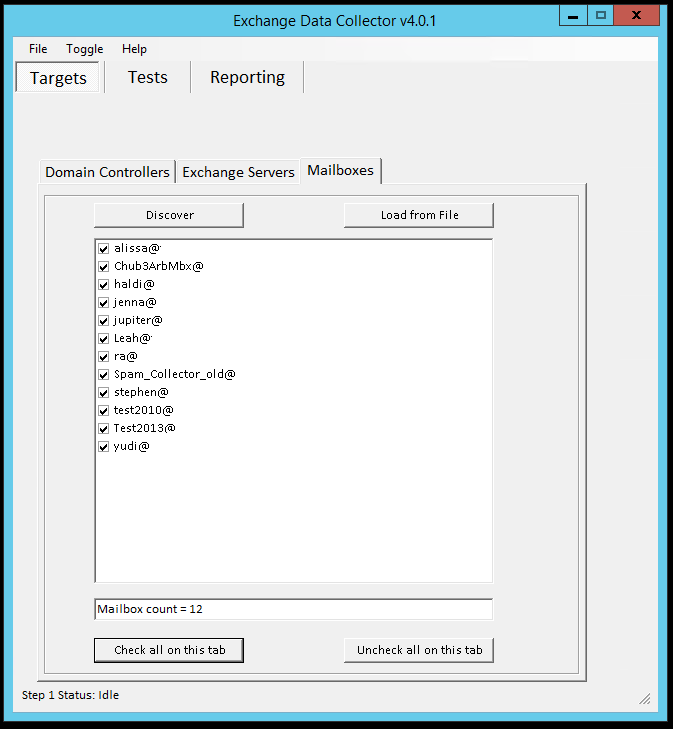 Exchange Data Collector v4.0.1
File Toggle Help
Targets Tests Reporting
Domain Controllers Exchange Servers Mailboxes
Discover Load from File
alissa@
Chub3ArbMbx@
haldi@
jenna@
jupiter@
Leah@
ra@
Spam_Collector_old@
stephen@
test2010@
Test2013@
yudi@
Mailbox count = 12
Check all on this tab Uncheck all on this tab
Step 1 Status: Idle